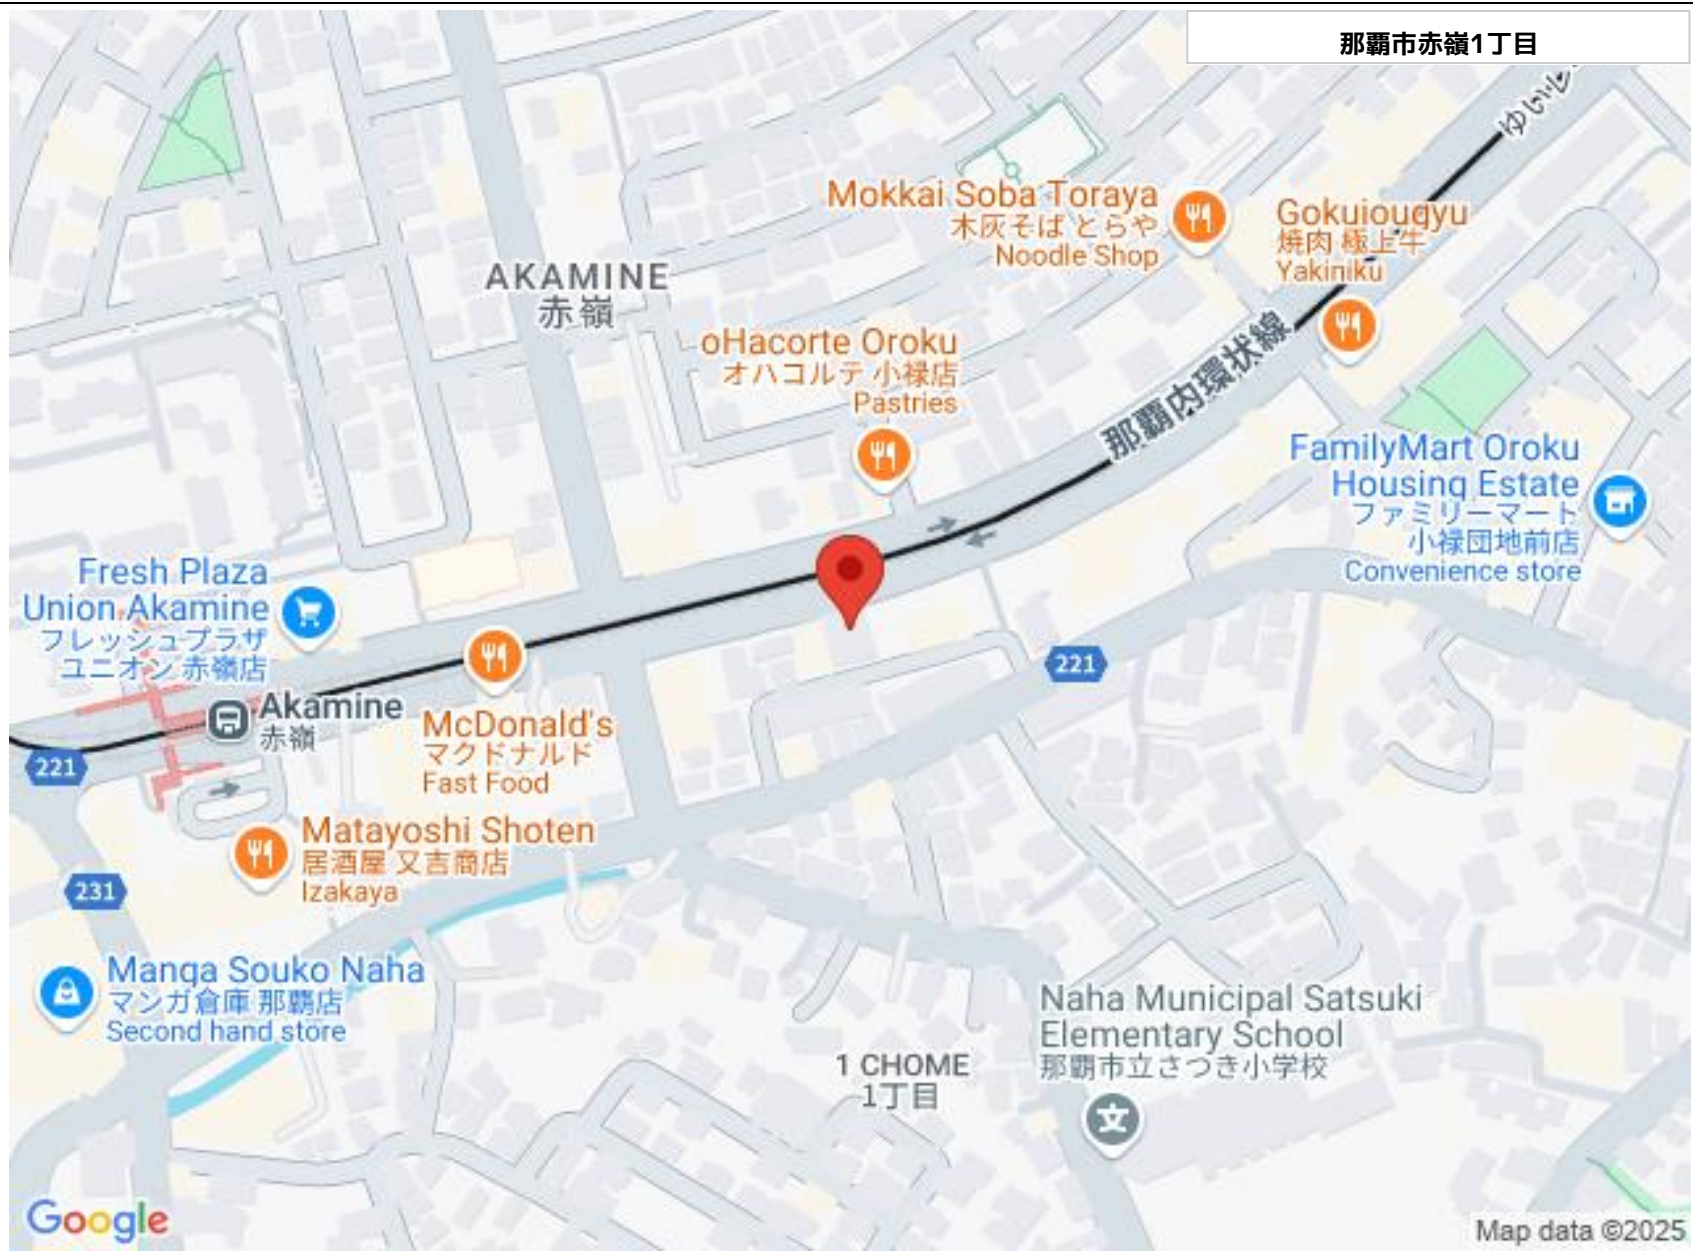 那覇市赤嶺1丁目
ゆいレ
Mokkai Soba Toraya
木灰そば とらや
Noodle Shop
Gokujougyu
焼肉 極上牛
Yakiniku
AKAMINE
赤嶺
oHacorte Oroku
オハコルテ 小禄店
Pastries
那覇内環状線
FamilyMart Oroku
Housing Estate
ファミリーマート
小禄団地前店
Convenience store
Fresh Plaza
Union Akamine
フレッシュプラザ
ユニオン 赤嶺店
221
Akamine
赤嶺
McDonald's
マクドナルド
Fast Food
221
Matayoshi Shoten
居酒屋 又吉商店
Izakaya
231
Manga Souko Naha
マンガ倉庫 那覇店
Second hand store
Naha Municipal Satsuki
Elementary School
那覇市立さつき小学校
文
1 CHOME
1丁目
Google
Map data ©2025